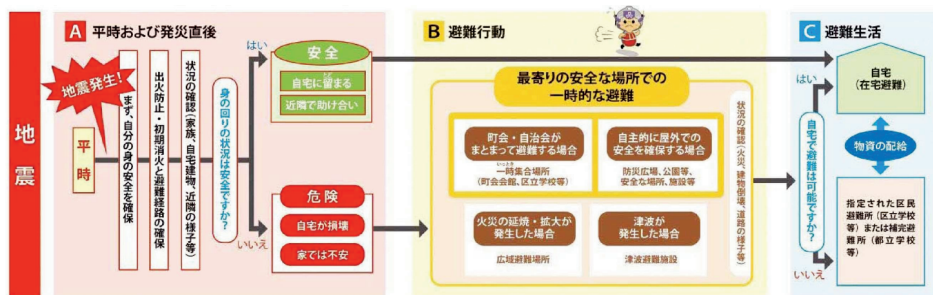 地震
A 平時および発災直後
地震発生!
平時
まず、自分の身の安全を確保
出火防止・初期消火と避難経路の確保
状況の確認(家族、自宅建物、近隣の様子等)
身の回りの状況は安全ですか?
はい
安全
自宅に留まる
近隣で助け合い
いいえ
危険
自宅が損壊
家では不安
B 避難行動
最寄りの安全な場所での
一時的な避難
町会・自治会が
まとまって避難する場合
いっとき
一時集合場所
(町会会館、区立学校等)
自主的に屋外での
安全を確保する場合
防災広場、公園等、
安全な場所、施設等
火災の延焼・拡大が
発生した場合
広域避難場所
津波が
発生した場合
津波避難施設
状況の確認(火災、建物倒壊、道路の様子等)
C 避難生活
はい
自宅で避難は可能ですか?
いいえ
自宅
(在宅避難)
物資の配給
指定された区民
避難所(区立学校
等)または補完避
難所(都立学校
等)